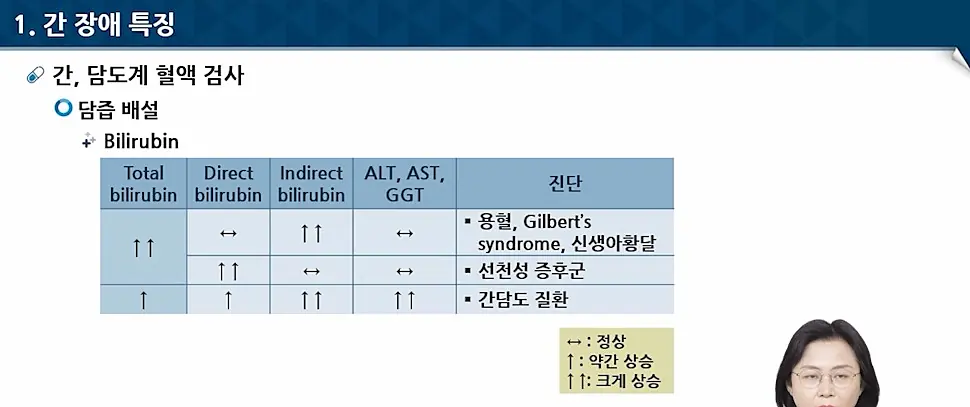 1. 간 장애 특징
간, 담도계 혈액 검사
담즙 배설
Bilirubin
Total bilirubin | Direct bilirubin | Indirect bilirubin | ALT, AST, GGT | 진단
↑↑ | ↔ | ↑↑ | ↔ | ▪ 용혈, Gilbert's syndrome, 신생아황달
↑↑ | ↔ | ↔ | ▪ 선천성 증후군
↑ | ↑ | ↑↑ | ↑↑ | ▪ 간담도 질환
↔ : 정상
↑ : 약간 상승
↑↑: 크게 상승